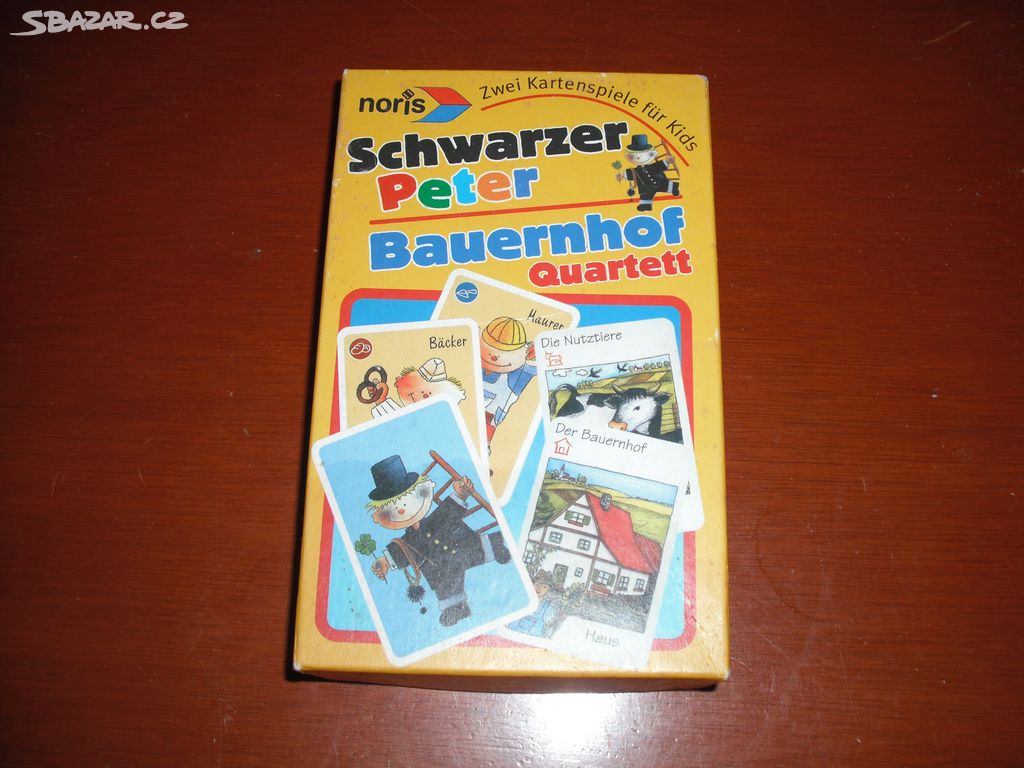 SBAZAR.CZ
noris
Zwei Kartenspiele für Kids
Schwarzer
Peter
Bauernhof
Quartett
Maurer
Bäcker
Die Nutztiere
Der Bauernhof
Haus